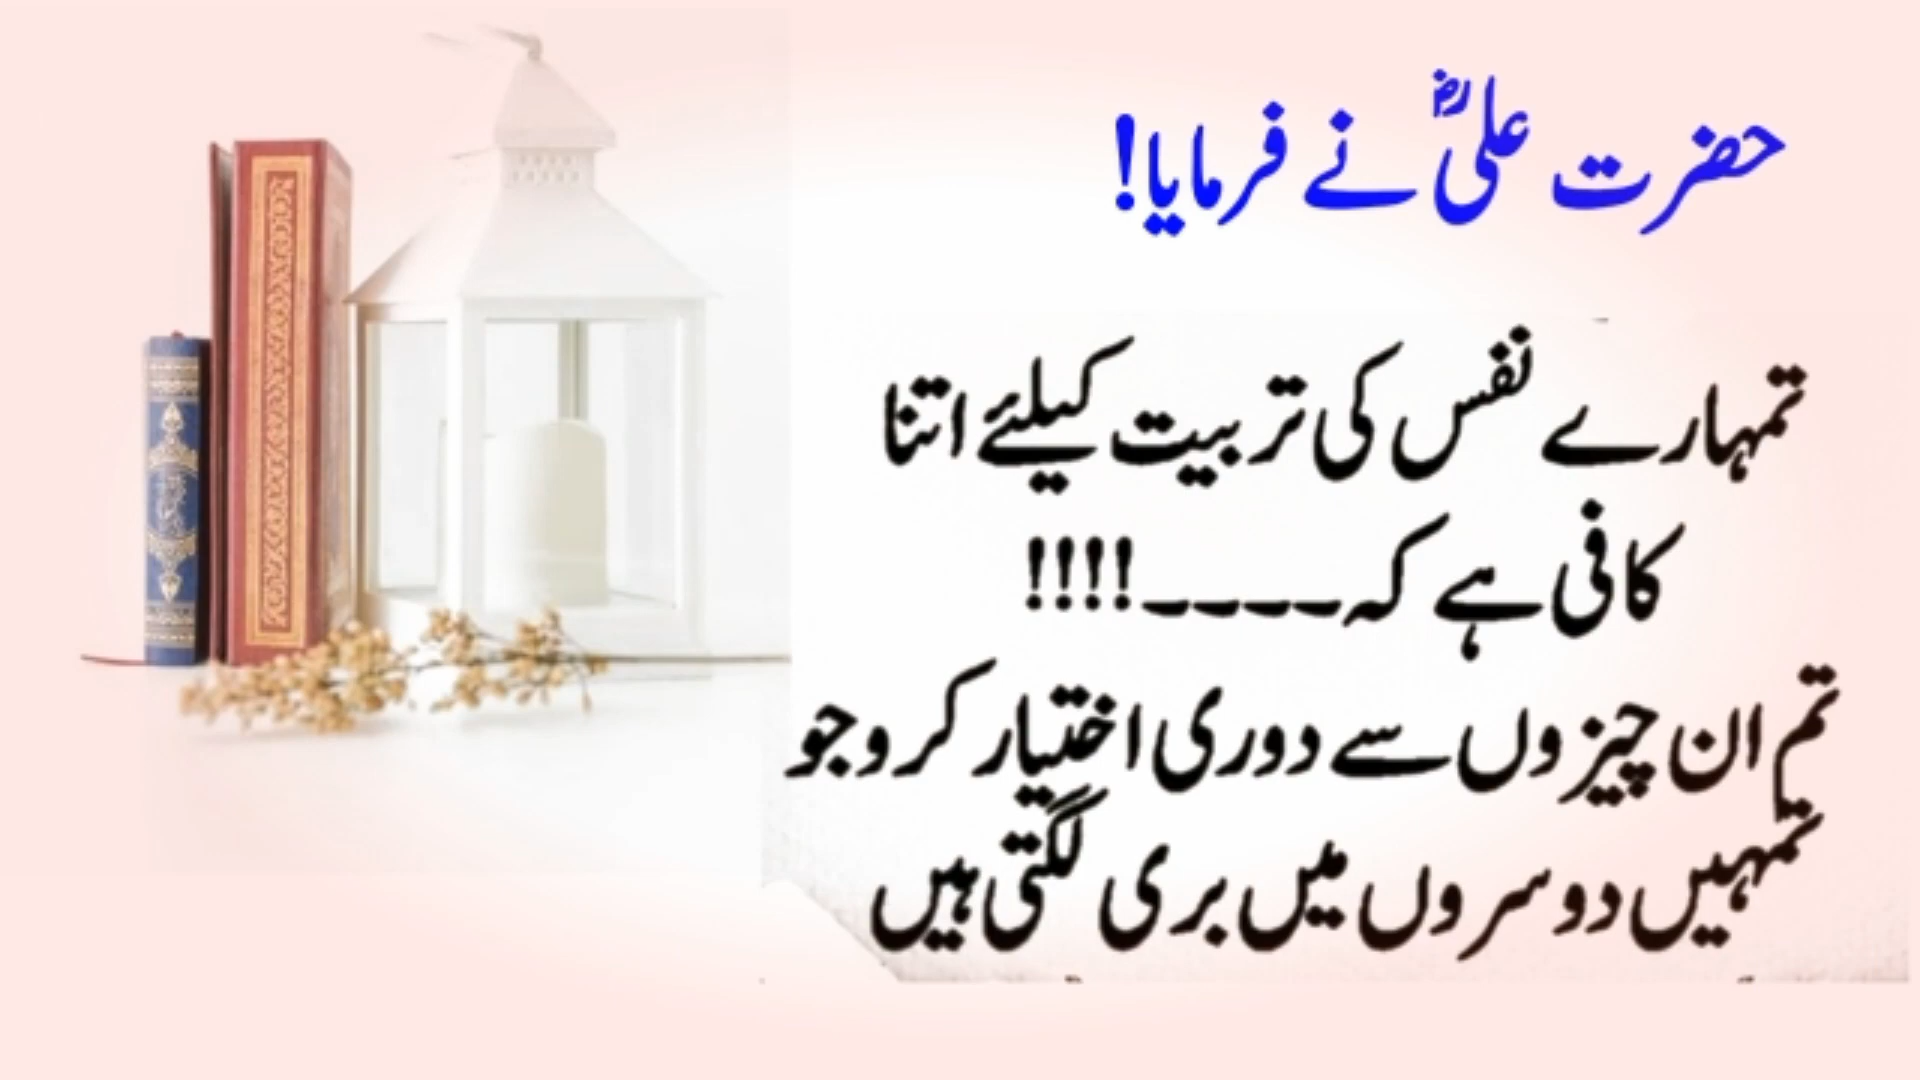 حضرت علیؓ نے فرمایا!
تمہارے نفس کی تربیت کیلئے اتنا
کافی ہے کہ۔۔۔۔!!!!
تم ان چیزوں سے دوری اختیار کرو جو
تمہیں دوسروں میں بری لگتی ہیں